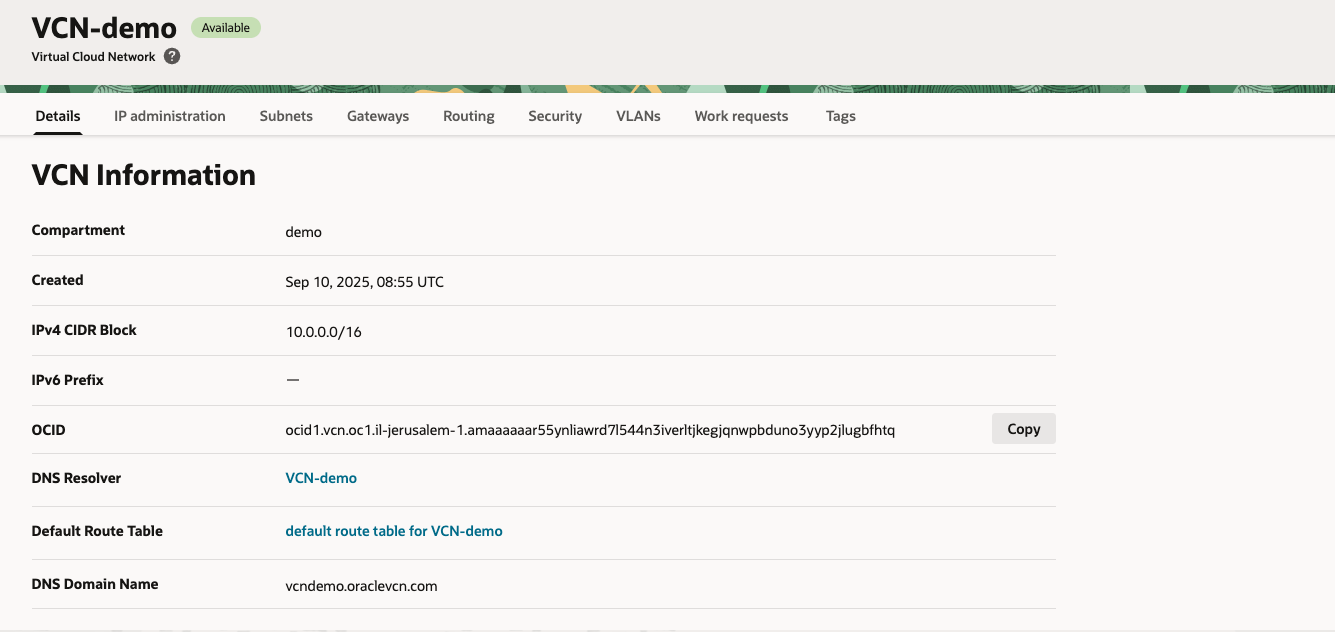 VCN-demo Available
Virtual Cloud Network ?
Details IP administration Subnets Gateways Routing Security VLANs Work requests Tags
VCN Information
Compartment demo
Created Sep 10, 2025, 08:55 UTC
IPv4 CIDR Block 10.0.0.0/16
IPv6 Prefix —
OCID ocid1.vcn.oc1.il-jerusalem-1.amaaaaaar55ynliawrd7l544n3iverltjkegjqnwpbduno3yyp2jlugbfhtq Copy
DNS Resolver VCN-demo
Default Route Table default route table for VCN-demo
DNS Domain Name vcndemo.oraclevcn.com